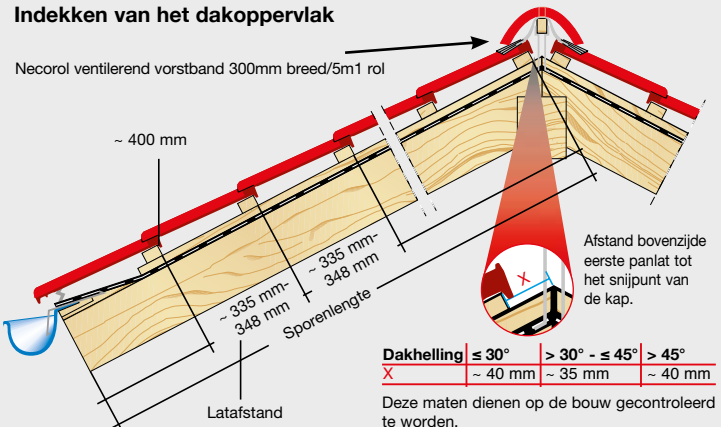 Indekken van het dakoppervlak
Necorol ventilerend vorstband 300mm breed/5m1 rol
~ 400 mm
~ 335 mm-
348 mm
~ 335 mm-
348 mm
Sporenlengte
Latafstand
X
Afstand bovenzijde
eerste panlat tot
het snijpunt van
de kap.
Dakhelling ≤ 30° > 30° - ≤ 45° > 45°
X ~ 40 mm ~ 35 mm ~ 40 mm
Deze maten dienen op de bouw gecontroleerd
te worden.